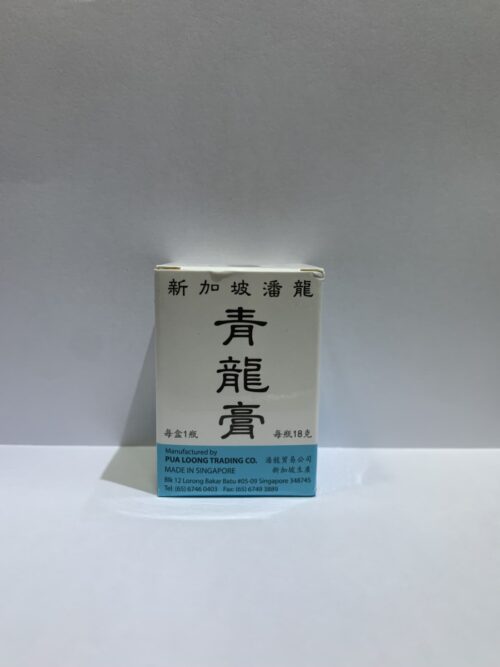 新加坡潘龍
青
龍
膏
每盒1瓶 每瓶18克
Manufactured by
PUA LOONG TRADING CO. 潘龍贸易公司
MADE IN SINGAPORE 新加坡生產
Blk 12 Lorong Bakar Batu #05-09 Singapore 348745
Tel: (65) 6746 0403 Fax: (65) 6749 3889